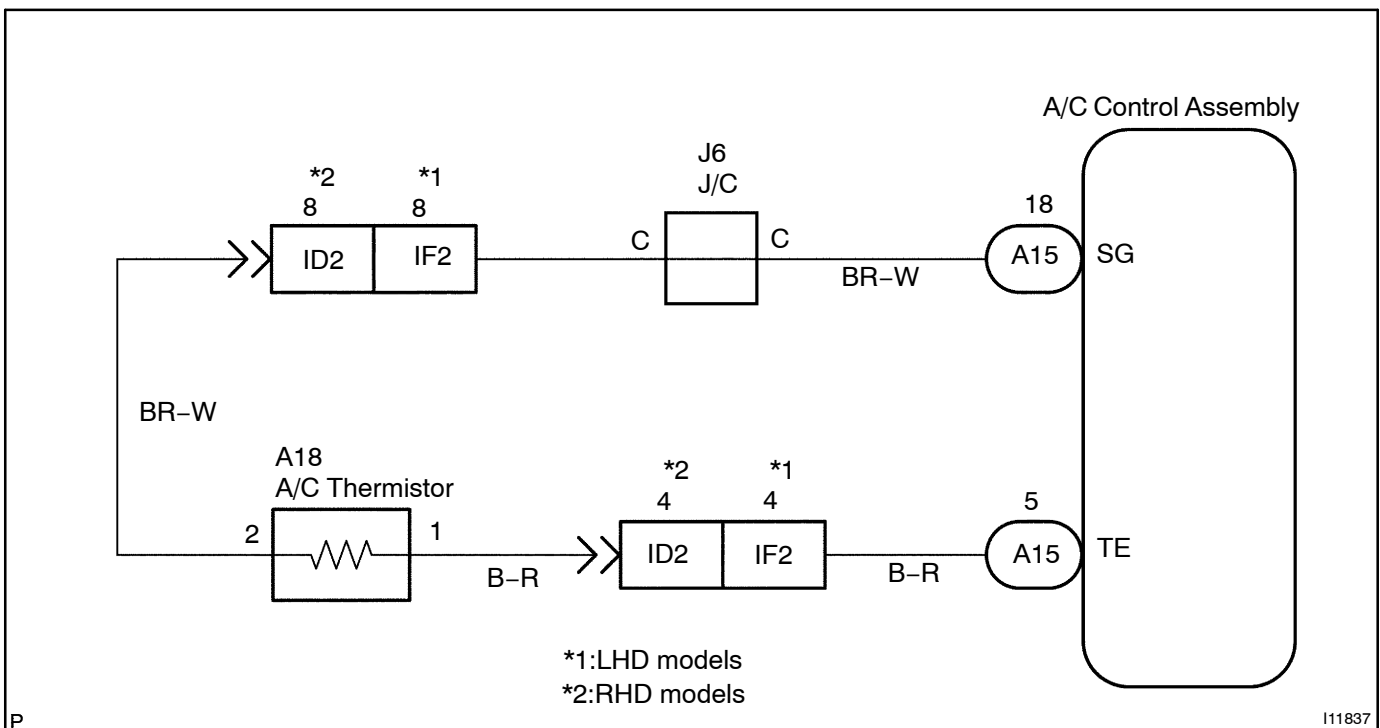 A/C Control Assembly
J6
J/C
*2
*1
8
8
18
ID2
IF2
C
C
A15
SG
BR–W
BR–W
A18
A/C Thermistor
*2
*1
4
4
5
2
1
ID2
IF2
A15
TE
B–R
B–R
*1:LHD models
*2:RHD models
P
I11837